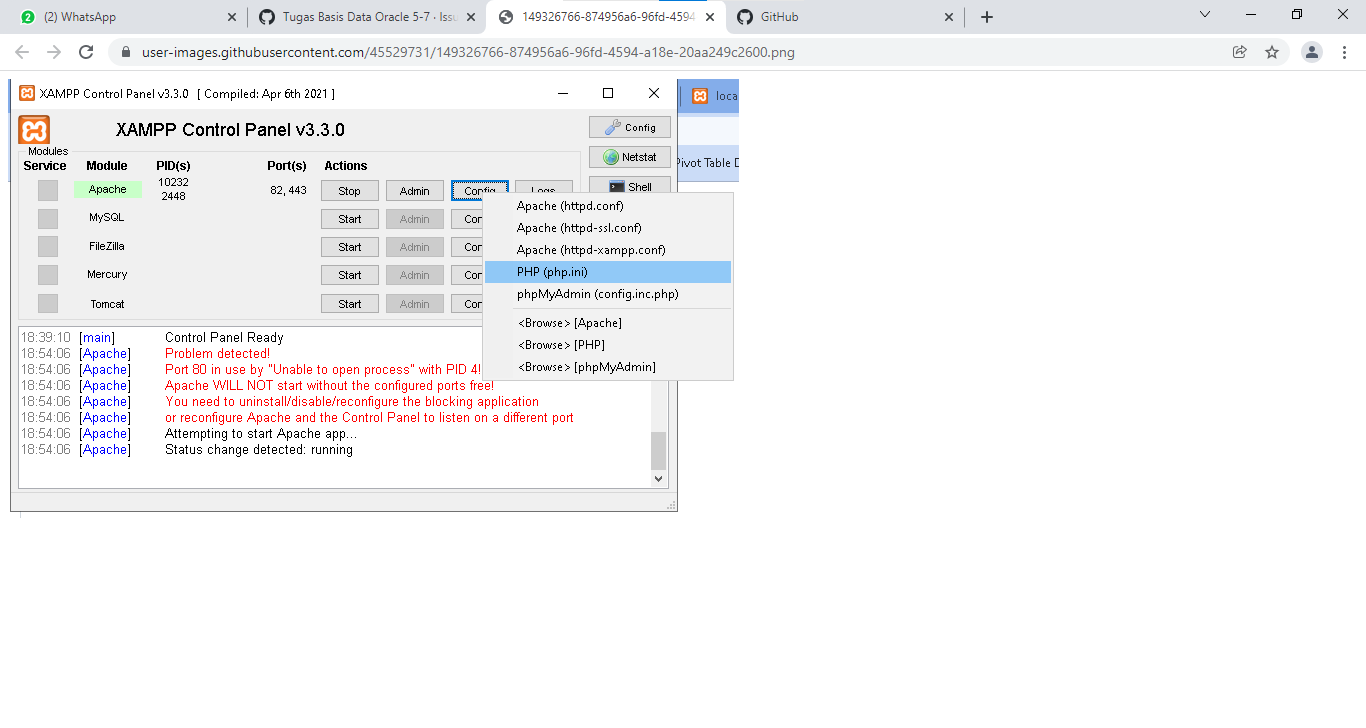 (2) WhatsApp
Tugas Basis Data Oracle 5-7 · Issu
149326766-874956a6-96fd-4594
GitHub
user-images.githubusercontent.com/45529731/149326766-874956a6-96fd-4594-a18e-20aa249c2600.png
XAMPP Control Panel v3.3.0 [ Compiled: Apr 6th 2021 ]
loca
XAMPP Control Panel v3.3.0
Config
Modules
Netstat
Pivot Table D
Service Module PID(s) Port(s) Actions
Shell
Apache 10232 2448 82, 443 Stop Admin Config Logs
MySQL Start Admin Con
FileZilla Start Admin Con
Mercury Start Admin Con
Tomcat Start Admin Con
Apache (httpd.conf)
Apache (httpd-ssl.conf)
Apache (httpd-xampp.conf)
PHP (php.ini)
phpMyAdmin (config.inc.php)
<Browse> [Apache]
<Browse> [PHP]
<Browse> [phpMyAdmin]
18:39:10 [main] Control Panel Ready
18:54:06 [Apache] Problem detected!
18:54:06 [Apache] Port 80 in use by "Unable to open process" with PID 4!
18:54:06 [Apache] Apache WILL NOT start without the configured ports free!
18:54:06 [Apache] You need to uninstall/disable/reconfigure the blocking application
18:54:06 [Apache] or reconfigure Apache and the Control Panel to listen on a different port
18:54:06 [Apache] Attempting to start Apache app...
18:54:06 [Apache] Status change detected: running